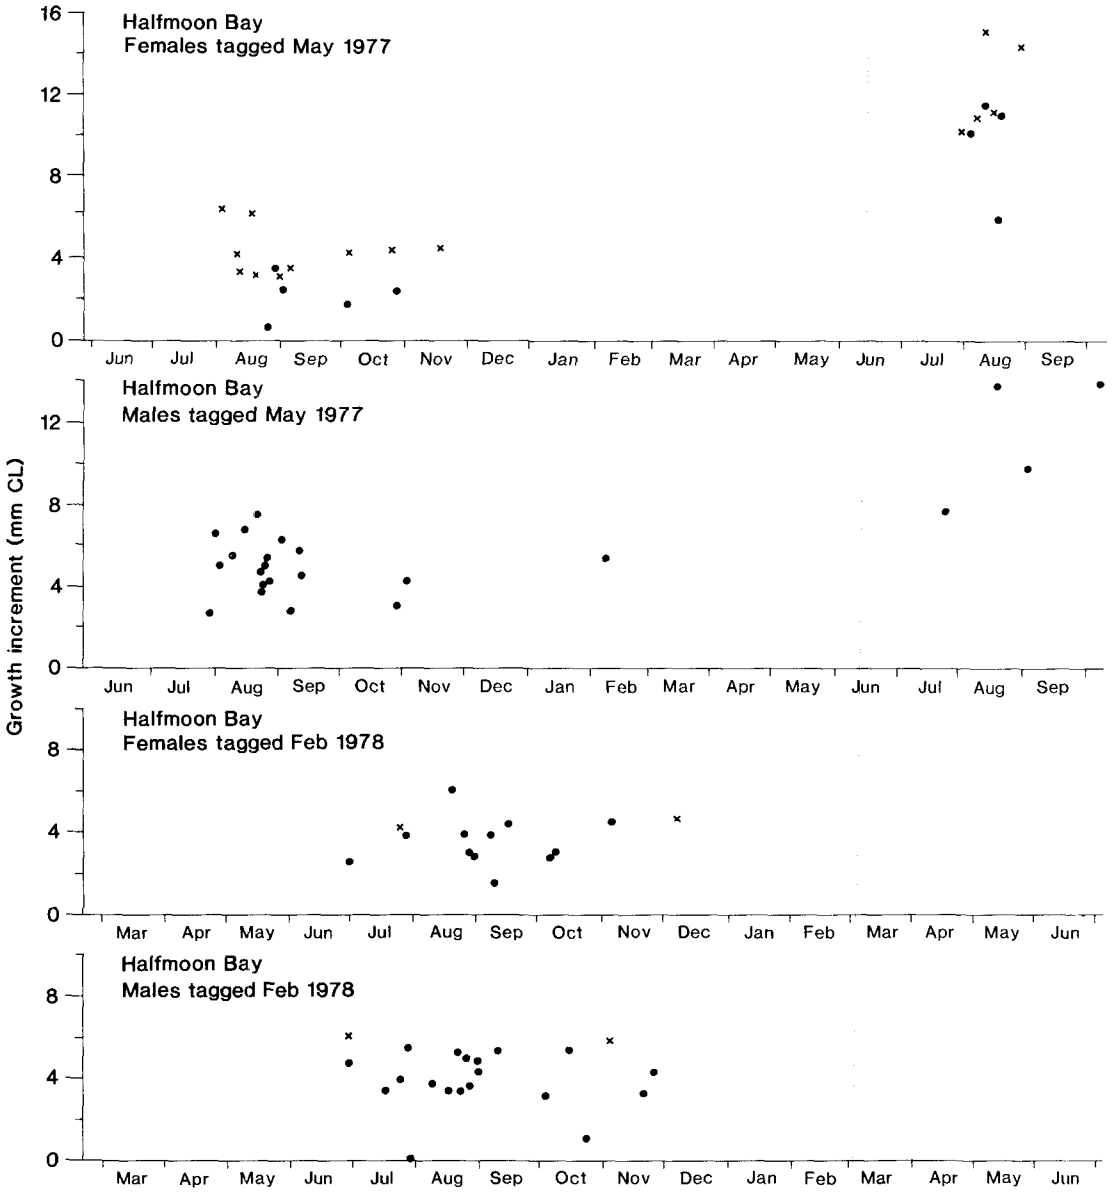 Growth increment (mm CL)
16
12
8
4
0
Halfmoon Bay
Females tagged May 1977
Jun Jul Aug Sep Oct Nov Dec Jan Feb Mar Apr May Jun Jul Aug Sep
12
8
4
0
Halfmoon Bay
Males tagged May 1977
Jun Jul Aug Sep Oct Nov Dec Jan Feb Mar Apr May Jun Jul Aug Sep
8
4
0
Halfmoon Bay
Females tagged Feb 1978
Mar Apr May Jun Jul Aug Sep Oct Nov Dec Jan Feb Mar Apr May Jun
8
4
0
Halfmoon Bay
Males tagged Feb 1978
Mar Apr May Jun Jul Aug Sep Oct Nov Dec Jan Feb Mar Apr May Jun